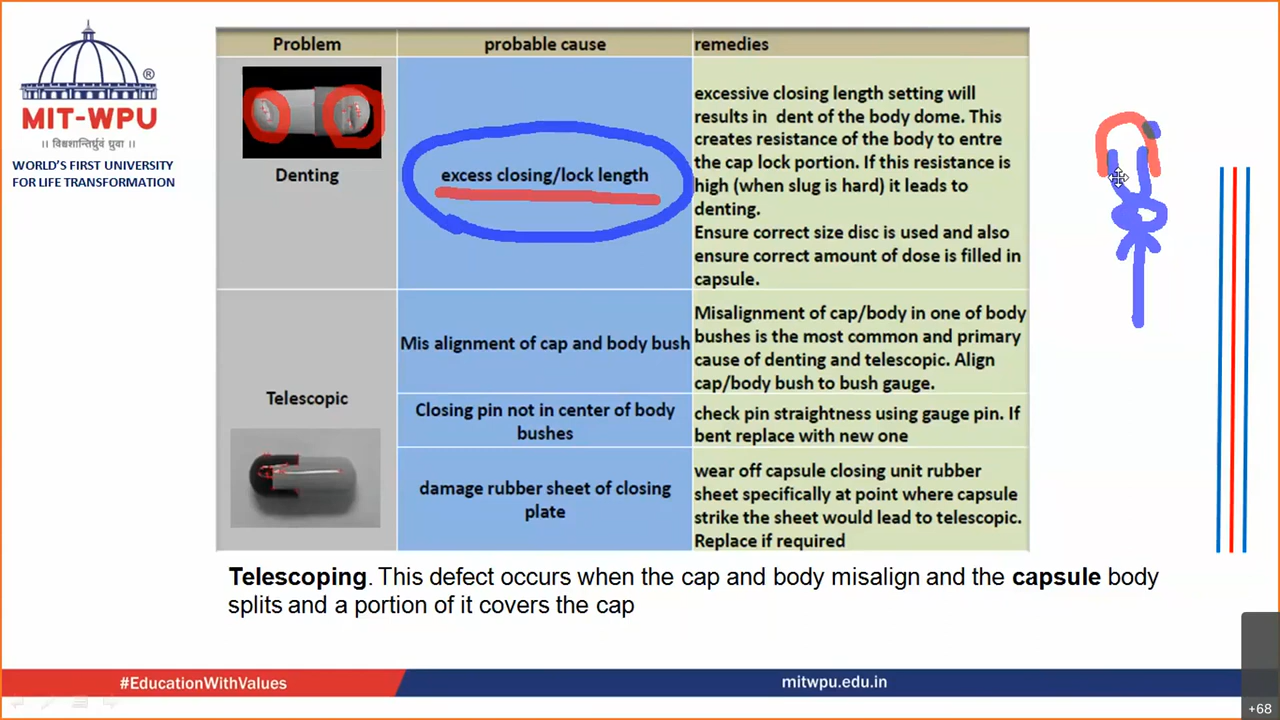 MIT-WPU
®
।। विश्वशान्तिर्ध्रुवं ध्रुवा ।।
WORLD'S FIRST UNIVERSITY
FOR LIFE TRANSFORMATION
Problem
probable cause
remedies
Denting
excess closing/lock length
excessive closing length setting will
results in dent of the body dome. This
creates resistance of the body to entre
the cap lock portion. If this resistance is
high (when slug is hard) it leads to
denting.
Ensure correct size disc is used and also
ensure correct amount of dose is filled in
capsule.
Telescopic
Mis alignment of cap and body bush
Misalignment of cap/body in one of body
bushes is the most common and primary
cause of denting and telescopic. Align
cap/body bush to bush gauge.
Closing pin not in center of body
bushes
check pin straightness using gauge pin. If
bent replace with new one
damage rubber sheet of closing
plate
wear off capsule closing unit rubber
sheet specifically at point where capsule
strike the sheet would lead to telescopic.
Replace if required
Telescoping. This defect occurs when the cap and body misalign and the capsule body
splits and a portion of it covers the cap
#EducationWithValues
mitwpu.edu.in
+68